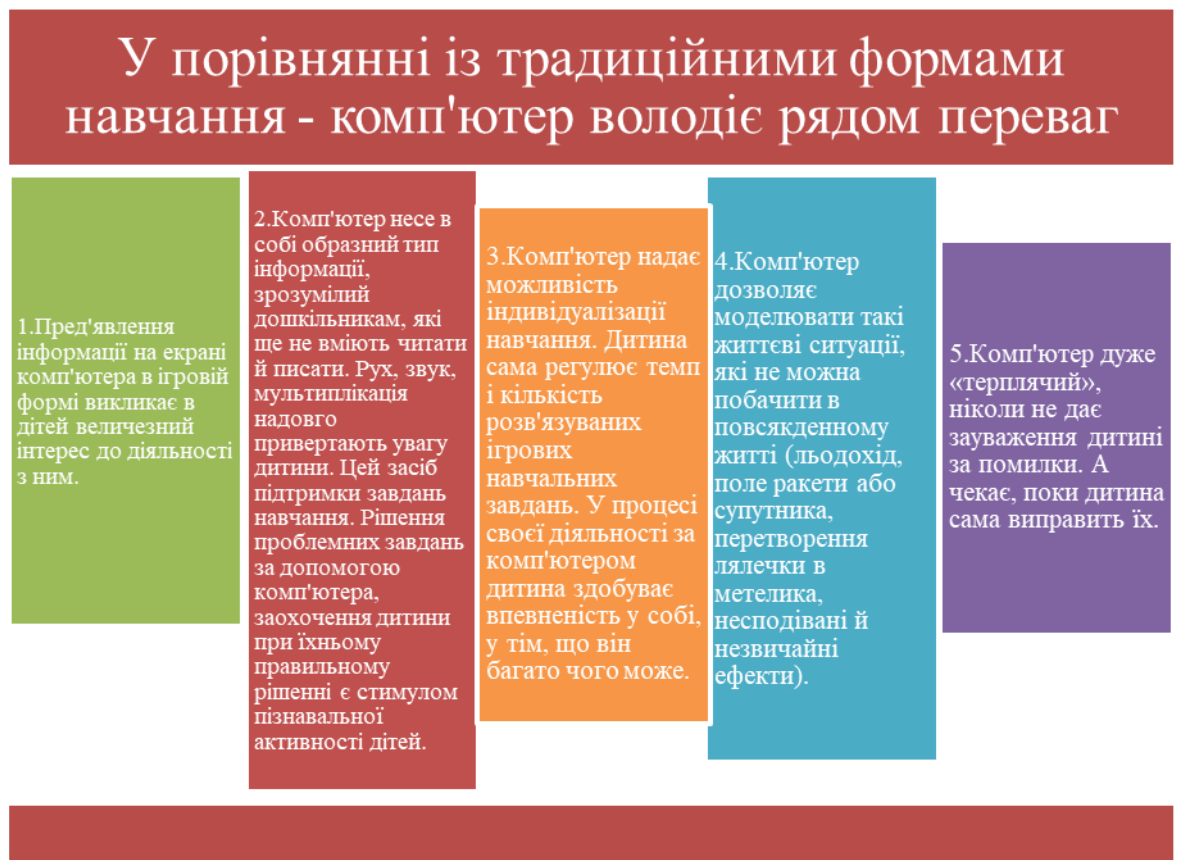 У порівнянні із традиційними формами
навчання - комп'ютер володіє рядом переваг
1.Пред'явлення
інформації на екрані
комп'ютера в ігровій
формі викликає в
дітей величезний
інтерес до діяльності
з ним.
2.Комп'ютер несе в
собі образний тип
інформації,
зрозумілий
дошкільникам, які
ще не вміють читати
й писати. Рух, звук,
мультиплікація
надовго
привертають увагу
дитини. Цей засіб
підтримки завдань
навчання. Рішення
проблемних завдань
за допомогою
комп'ютера,
заохочення дитини
при їхньому
правильному
рішенні є стимулом
пізнавальної
активності дітей.
3.Комп'ютер надає
можливість
індивідуалізації
навчання. Дитина
сама регулює темп
і кількість
розв'язуваних
ігрових
навчальних
завдань. У процесі
своєї діяльності за
комп'ютером
дитина здобуває
впевненість у собі,
у тім, що він
багато чого може.
4.Комп'ютер
дозволяє
моделювати такі
життєві ситуації,
які не можна
побачити в
повсякденному
житті (льодохід,
поле ракети або
супутника,
перетворення
лялечки в
метелика,
несподівані й
незвичайні
ефекти).
5.Комп'ютер дуже
«терплячий»,
ніколи не дає
зауваження дитині
за помилки. А
чекає, поки дитина
сама виправить їх.